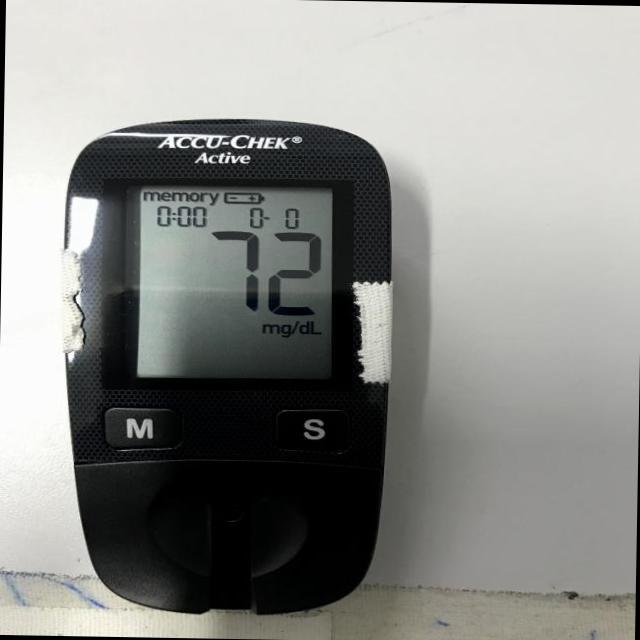 ACCU-CHEK®
Active
memory
0:00 0- 0
72
mg/dL
M S